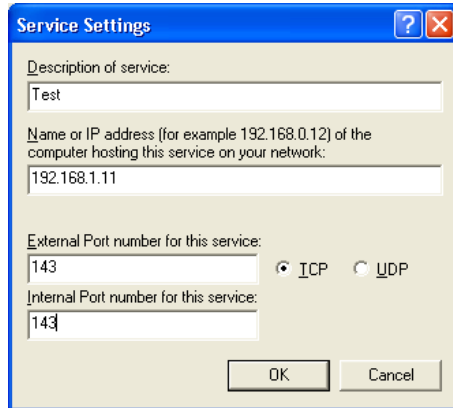 Service Settings
Description of service:
Test
Name or IP address (for example 192.168.0.12) of the
computer hosting this service on your network:
192.168.1.11
External Port number for this service:
143
TCP
UDP
Internal Port number for this service:
143
OK
Cancel